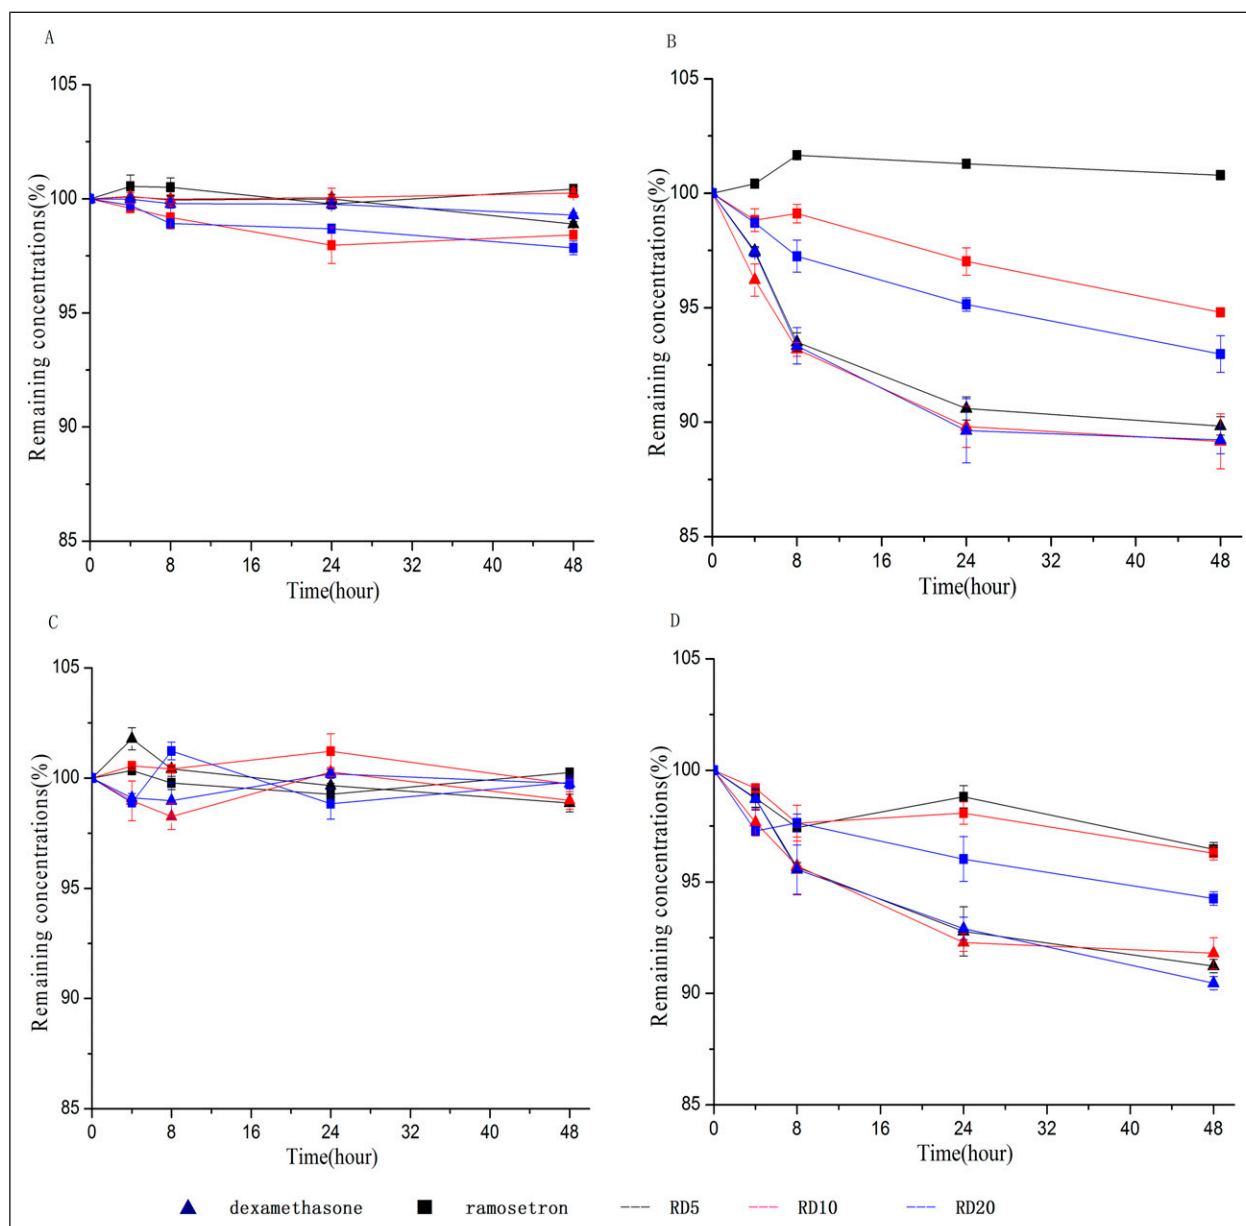 A
105
100
95
90
85
Remaining concentrations(%)
0 8 16 24 32 40 48
Time(hour)
B
105
100
95
90
85
Remaining concentrations(%)
0 8 16 24 32 40 48
Time(hour)
C
105
100
95
90
85
Remaining concentrations(%)
0 8 16 24 32 40 48
Time(hour)
D
105
100
95
90
85
Remaining concentrations(%)
0 8 16 24 32 40 48
Time(hour)
dexamethasone ramosetron RD5 RD10 RD20